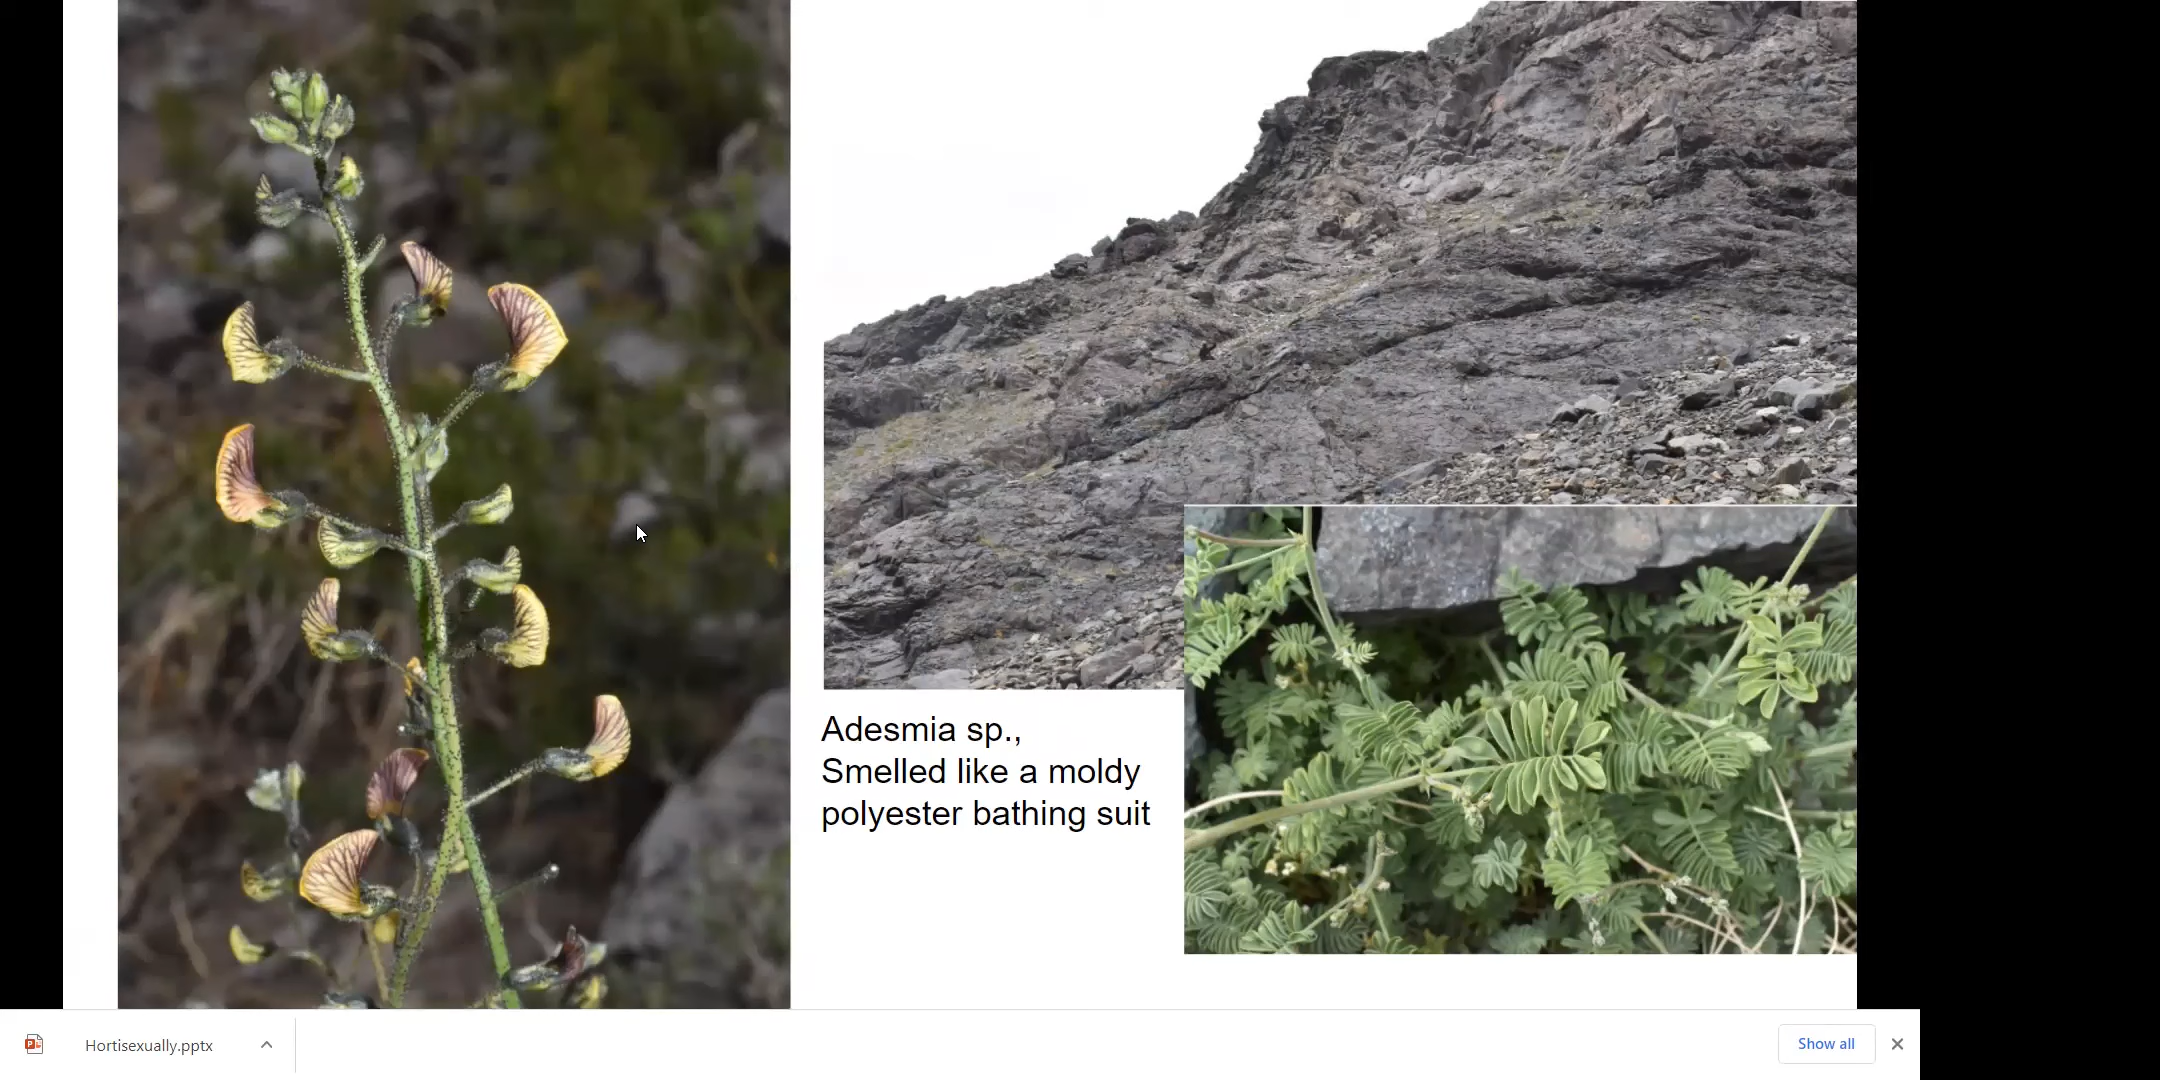 Adesmia sp.,
Smelled like a moldy
polyester bathing suit
Hortisexually.pptx
Show all